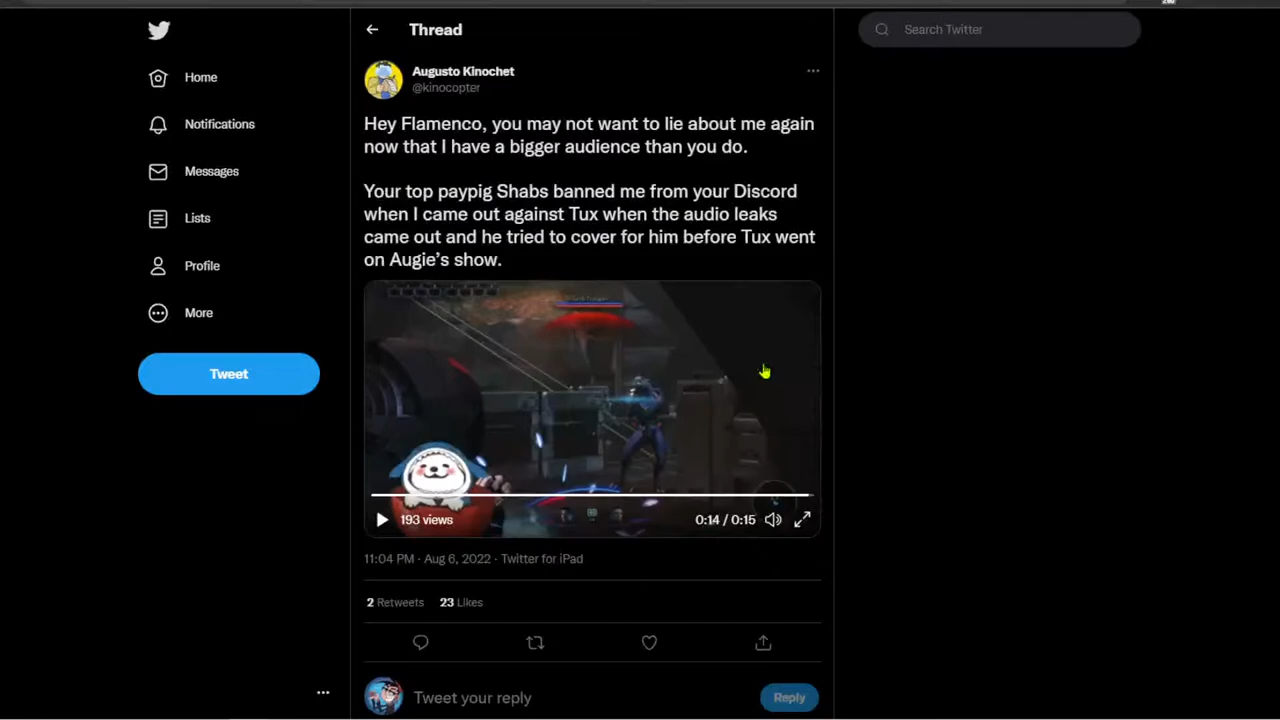 Thread
Search Twitter
Home
Notifications
Messages
Lists
Profile
More
Tweet
Augusto Kinochet
@kinocopter
Hey Flamenco, you may not want to lie about me again
now that I have a bigger audience than you do.
Your top paypig Shabs banned me from your Discord
when I came out against Tux when the audio leaks
came out and he tried to cover for him before Tux went
on Augie's show.
193 views
0:14 / 0:15
11:04 PM · Aug 6, 2022 · Twitter for iPad
2 Retweets 23 Likes
Tweet your reply
Reply